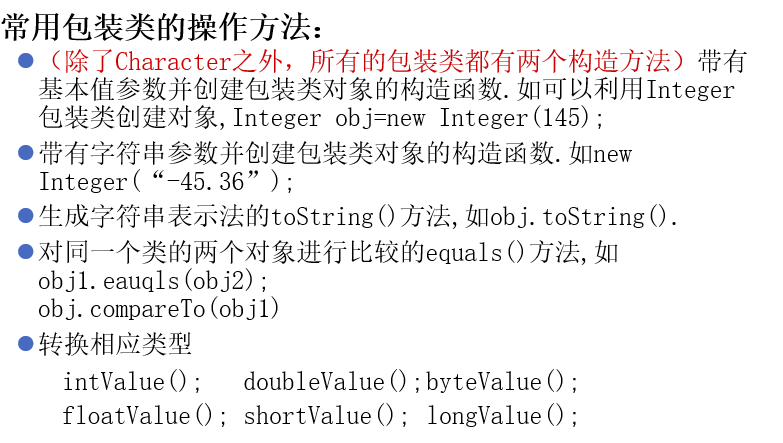 常用包装类的操作方法：
（除了Character之外，所有的包装类都有两个构造方法）带有
基本值参数并创建包装类对象的构造函数.如可以利用Integer
包装类创建对象,Integer obj=new Integer(145);
带有字符串参数并创建包装类对象的构造函数.如new
Integer(“-45.36”);
生成字符串表示法的toString()方法,如obj.toString().
对同一个类的两个对象进行比较的equals()方法,如
obj1.eauqls(obj2);
obj.compareTo(obj1)
转换相应类型
intValue(); doubleValue();byteValue();
floatValue(); shortValue(); longValue();